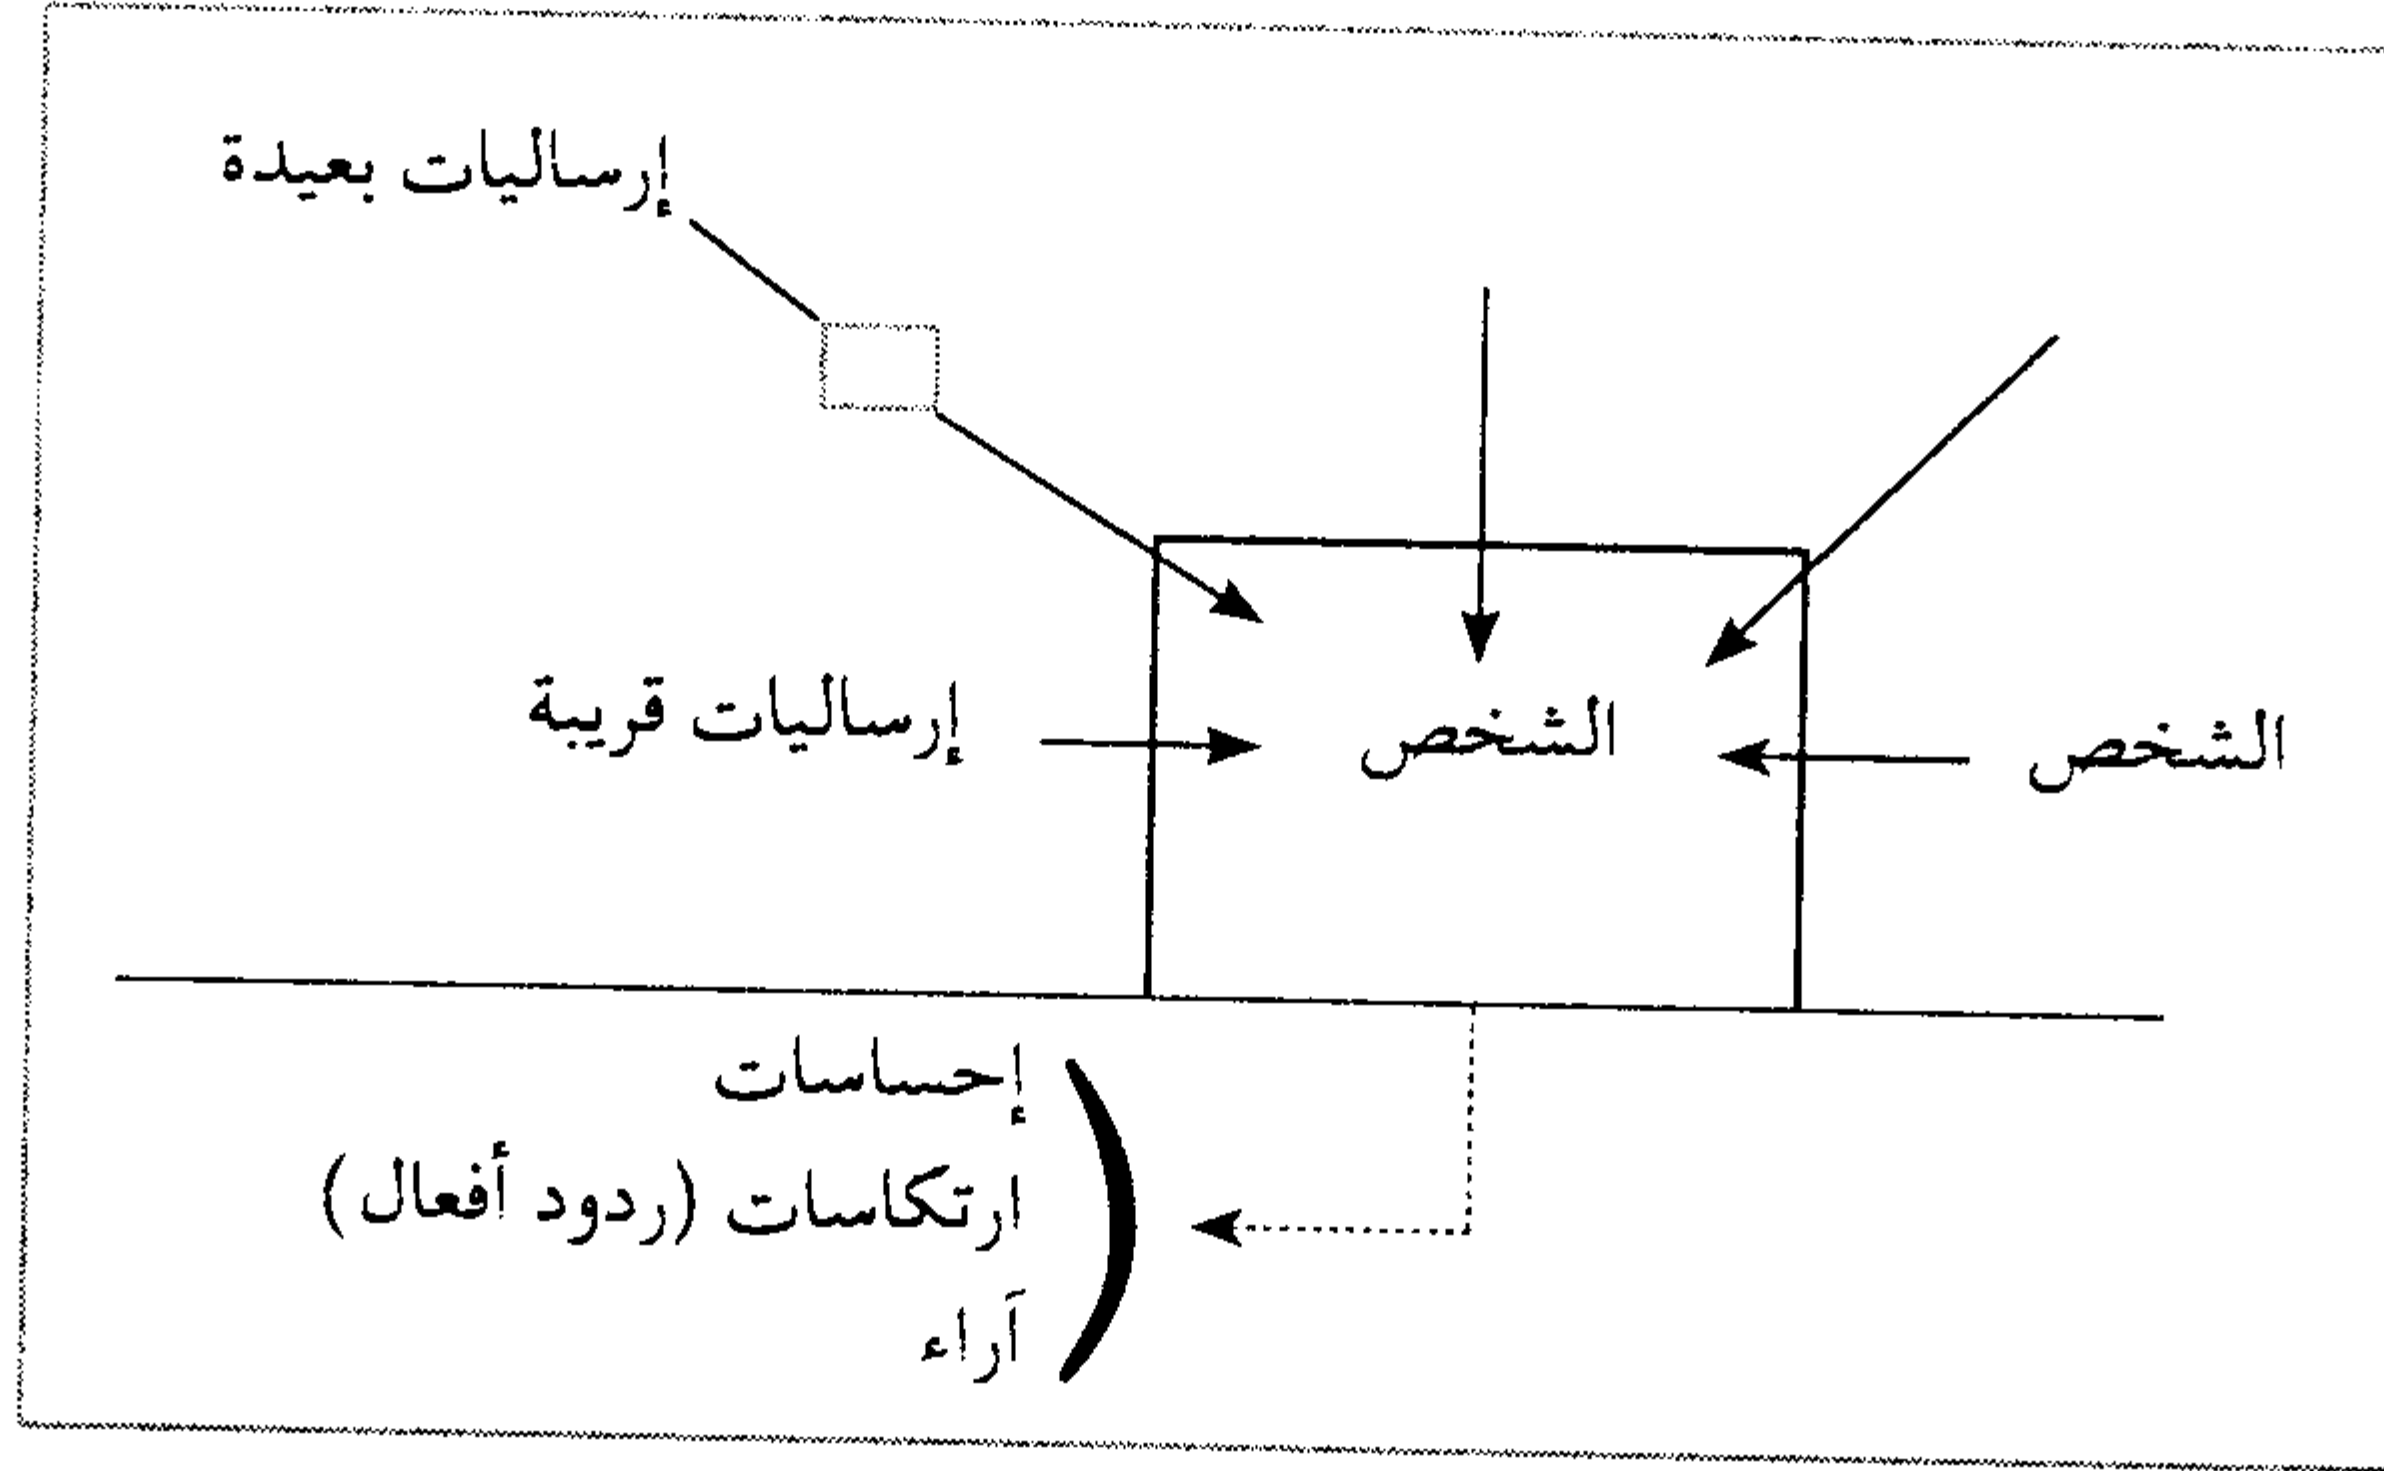 إرساليات بعيدة
الشخص
الشخص
إرساليات قريبة
إحساسات
ارتكاسات (ردود أفعال)
آراء